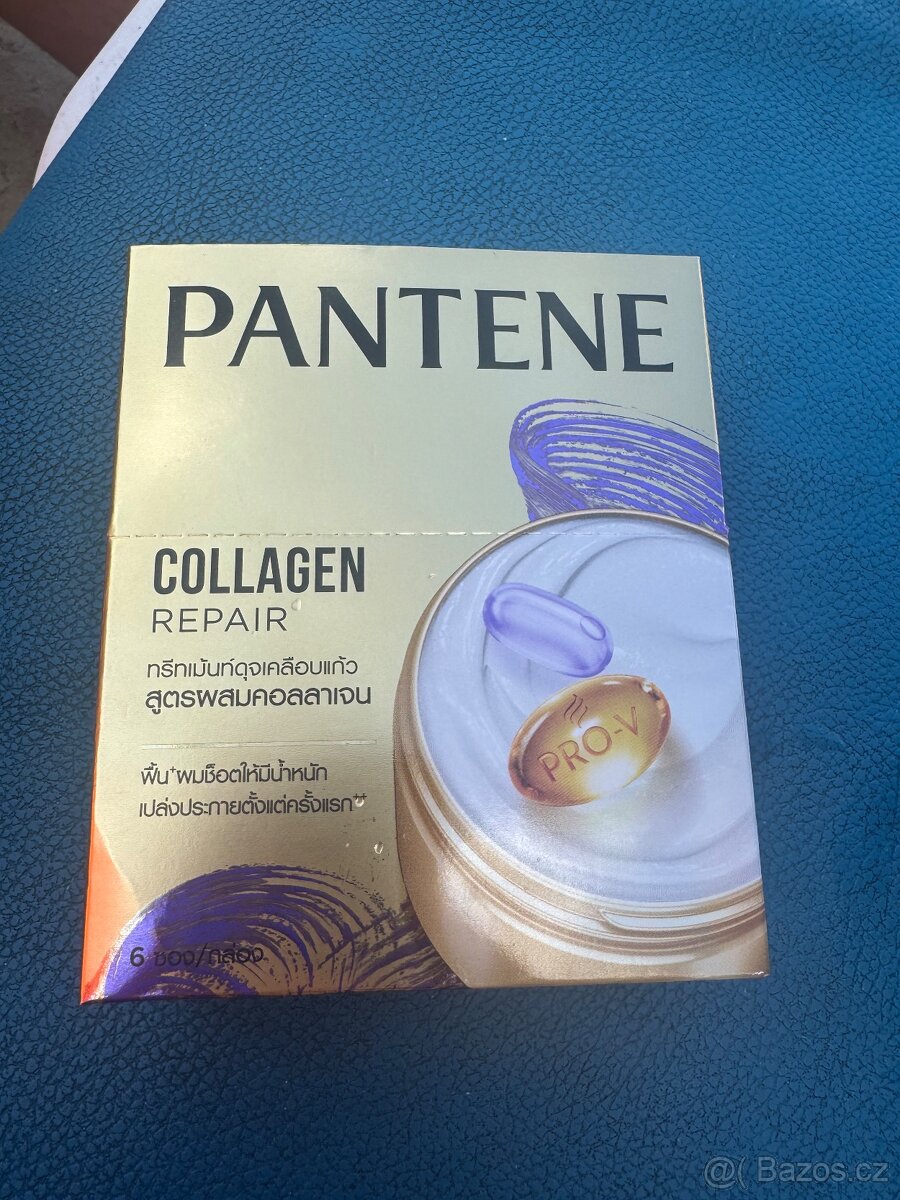 PANTENE
COLLAGEN
REPAIR
ทรีทเม้นท์ดุจเคลือบแก้ว
สูตรผสมคอลลาเจน
PRO-V
ฟื้น⁺ผมช็อตให้มีน้ำหนัก
เปล่งประกายตั้งแต่ครั้งแรก⁺⁺
6 ซอง/กล่อง
@( Bazos.cz